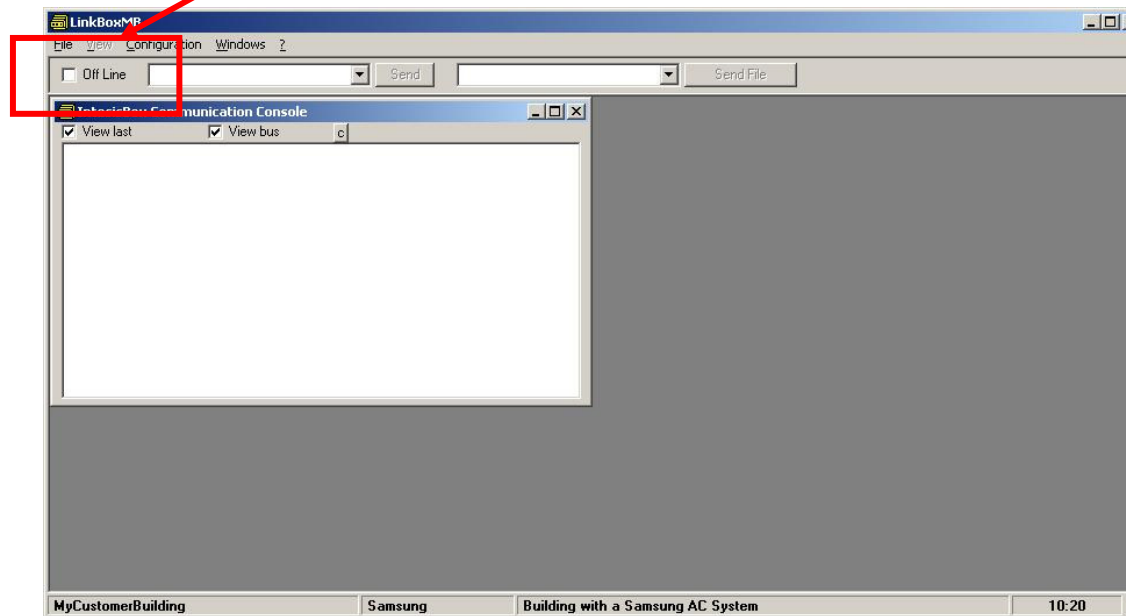 LinkBoxMB
File View Configuration Windows ?
Off Line Send Send File
IntesisBox Communication Console
View last View bus c
MyCustomerBuilding Samsung Building with a Samsung AC System 10:20